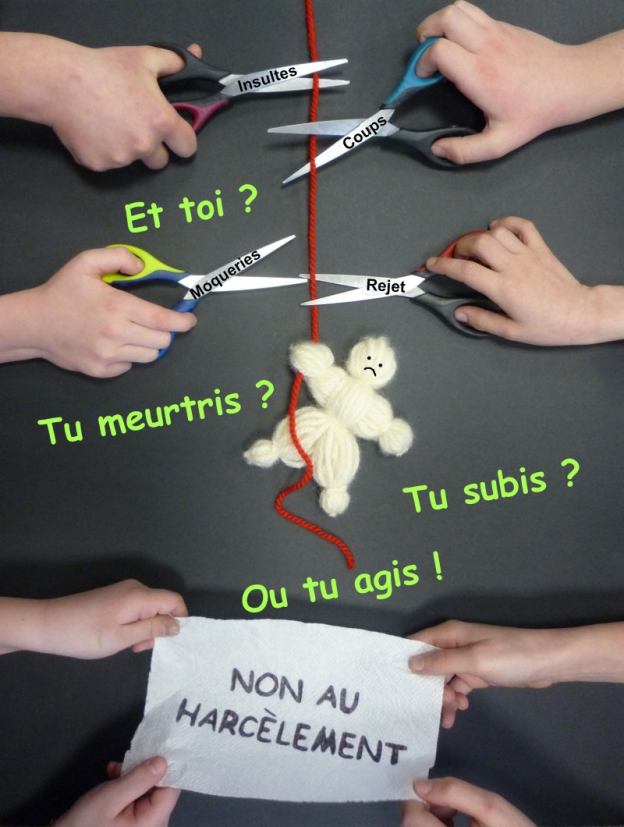 Insultes
Coups
Et toi ?
Moqueries
Rejet
Tu meurtris ?
Tu subis ?
Ou tu agis !
NON AU
HARCÈLEMENT